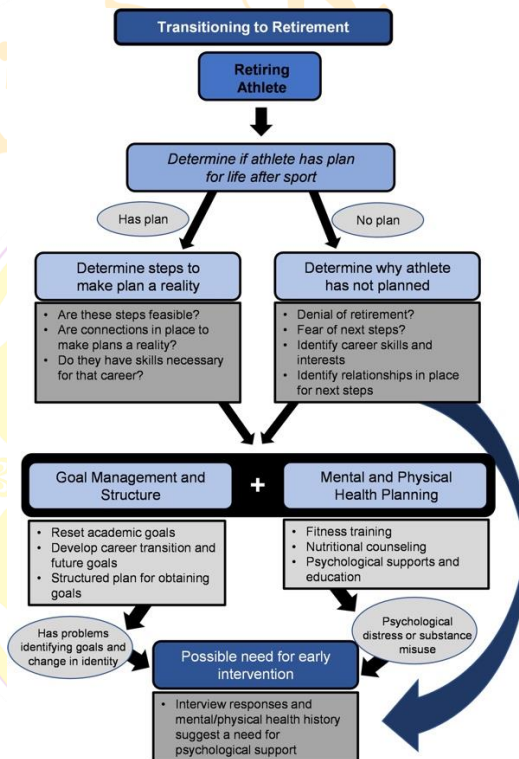 Transitioning to Retirement
Retiring
Athlete
Determine if athlete has plan
for life after sport
Has plan
No plan
Determine steps to
make plan a reality
• Are these steps feasible?
• Are connections in place to
make plans a reality?
• Do they have skills necessary
for that career?
Determine why athlete
has not planned
• Denial of retirement?
• Fear of next steps?
• Identify career skills and
interests
• Identify relationships in place
for next steps
Goal Management and
Structure
+
Mental and Physical
Health Planning
• Reset academic goals
• Develop career transition and
future goals
• Structured plan for obtaining
goals
• Fitness training
• Nutritional counseling
• Psychological supports and
education
Has problems
identifying goals and
change in identity
Psychological
distress or substance
misuse
Possible need for early
intervention
• Interview responses and
mental/physical health history
suggest a need for
psychological support